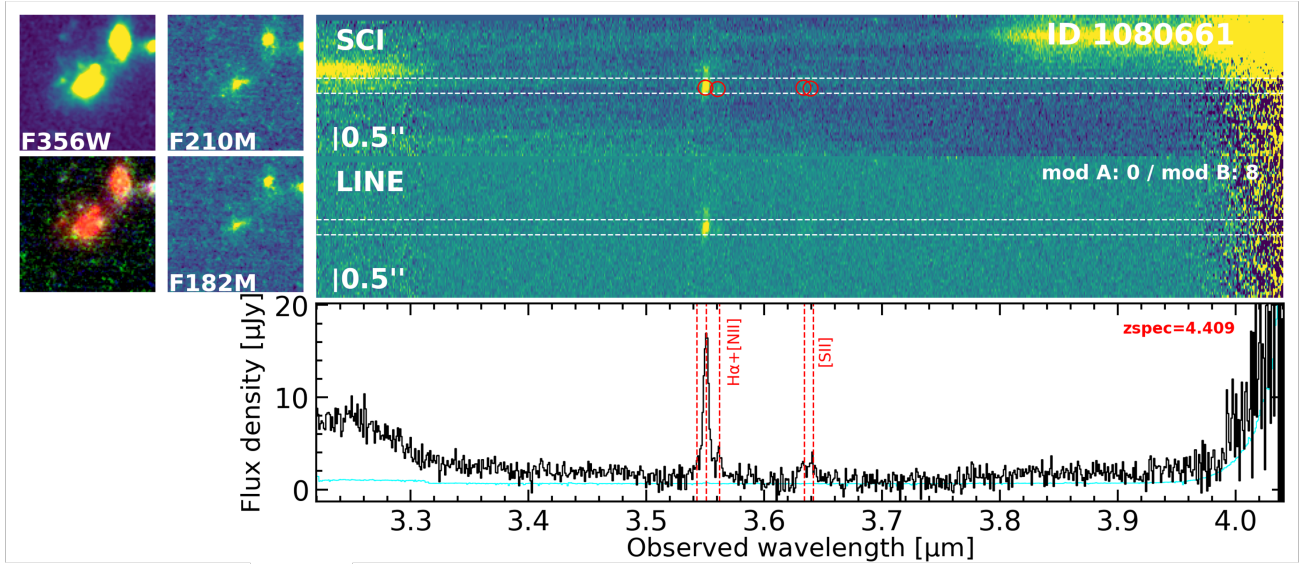 F356W
F210M
F182M
SCI
ID 1080661
|0.5''
LINE
mod A: 0 / mod B: 8
|0.5''
20
10
0
Flux density [μJy]
zspec=4.409
Hα+[NII]
[SII]
3.3
3.4
3.5
3.6
3.7
3.8
3.9
4.0
Observed wavelength [μm]